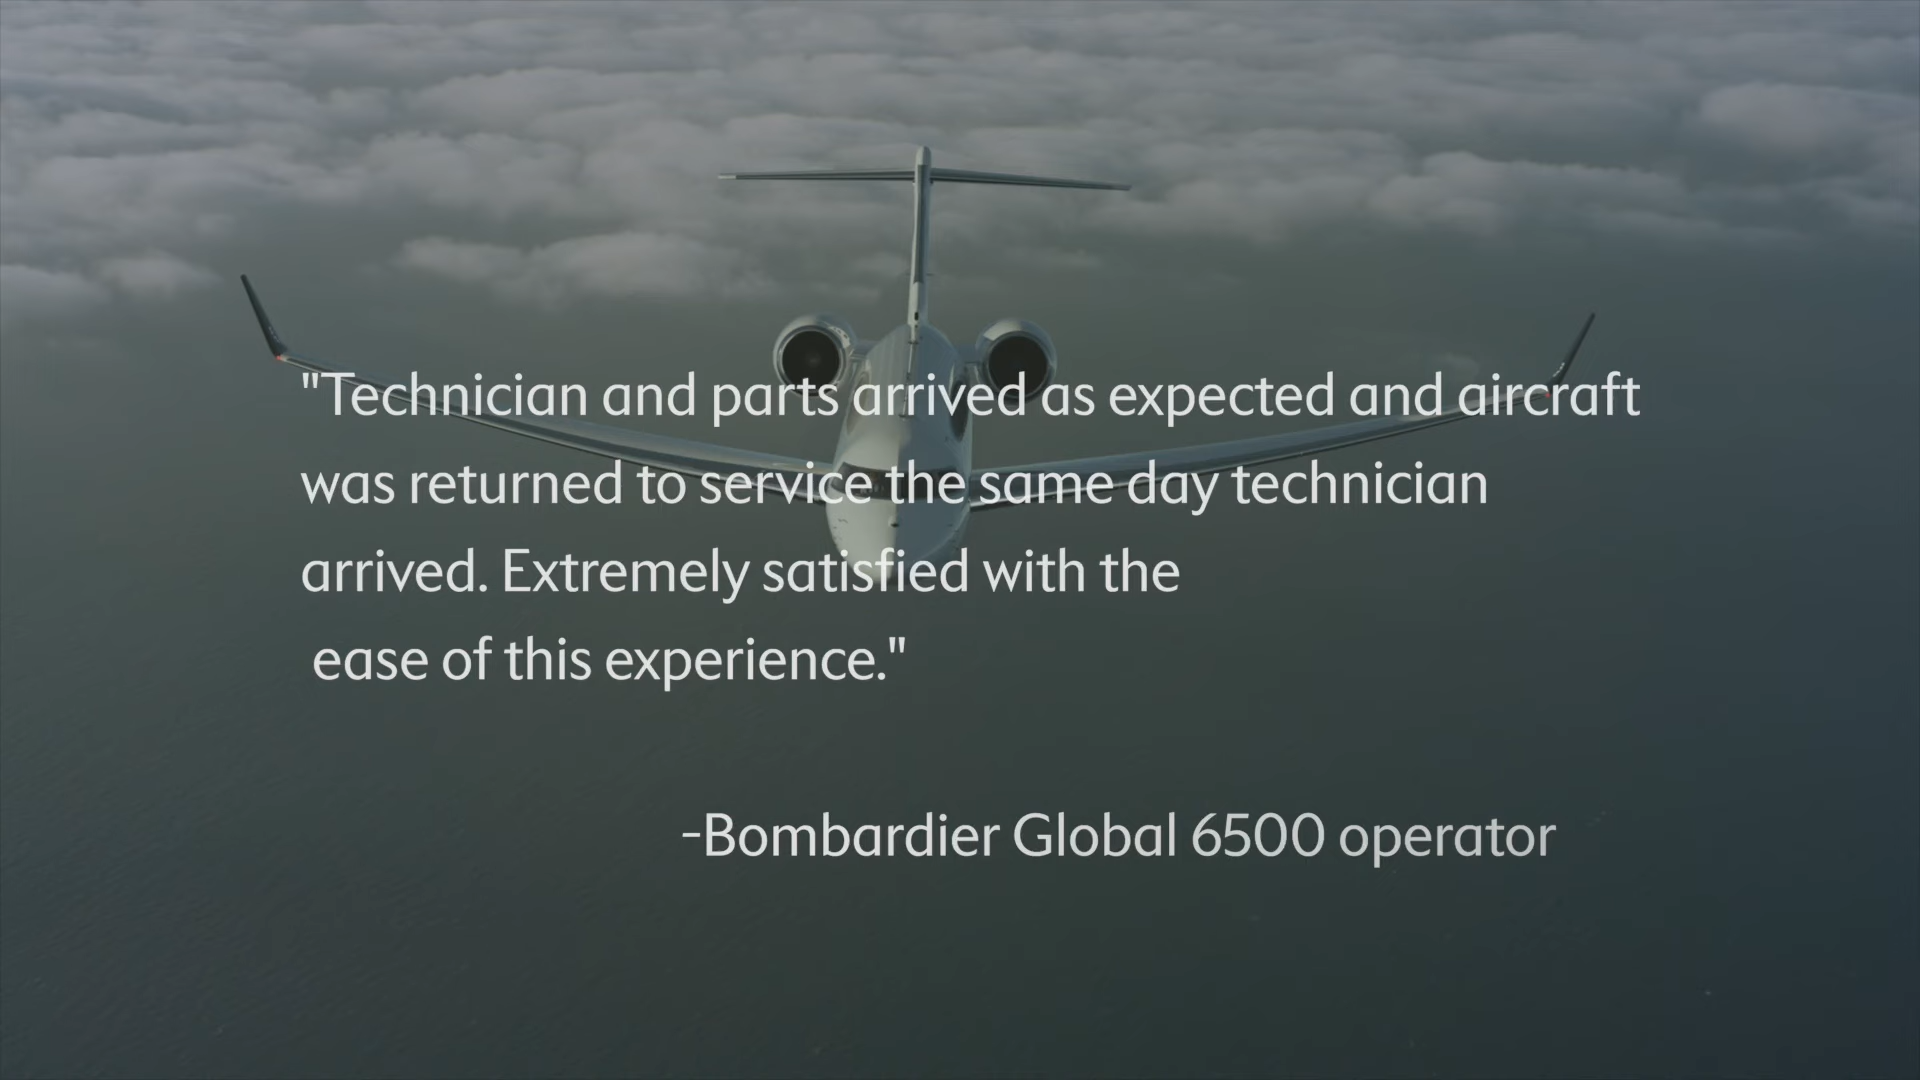 "Technician and parts arrived as expected and aircraft
was returned to service the same day technician
arrived. Extremely satisfied with the
ease of this experience."
-Bombardier Global 6500 operator